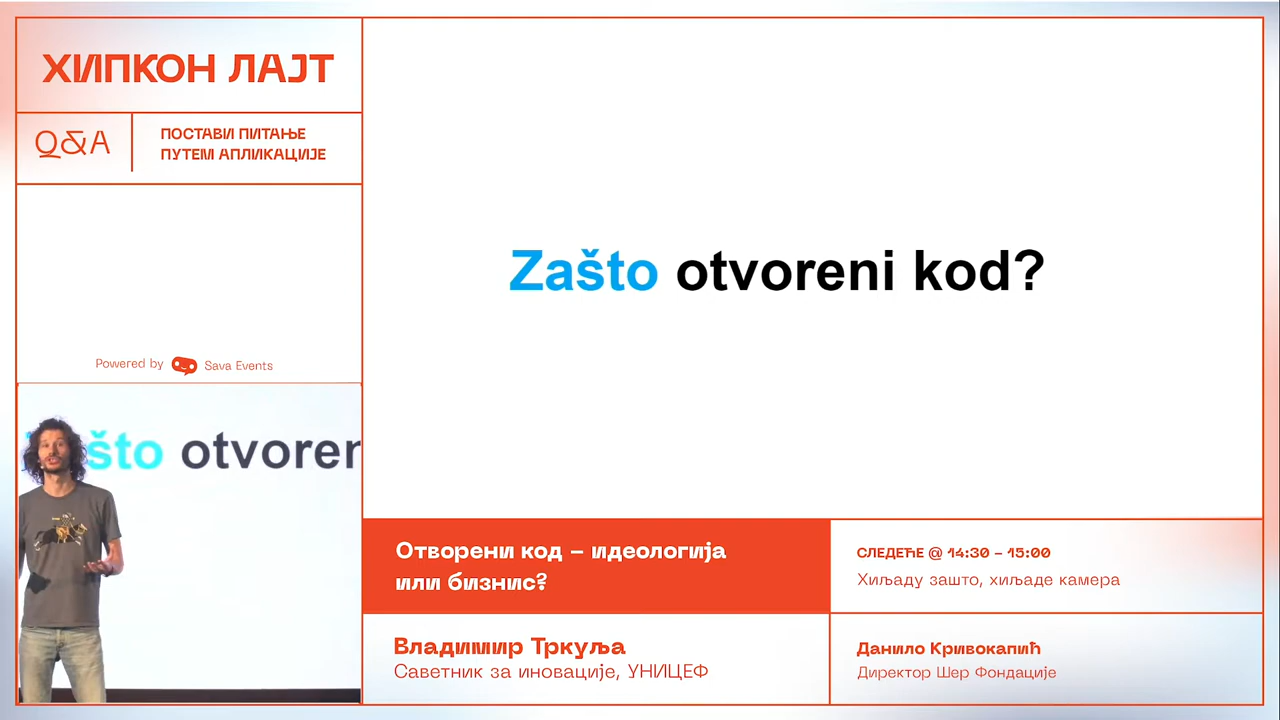 ХИПКОН ЛАЈТ
Q&A
ПОСТАВИ ПИТАЊЕ
ПУТЕМ АПЛИКАЦИЈЕ
Powered by Sava Events
Zašto otvoreni kod?
što otvoren
Отворени код – идеологија
или бизнис?
Владимир Тркуља
Саветник за иновације, УНИЦЕФ
СЛЕДЕЋЕ @ 14:30 – 15:00
Хиљаду зашто, хиљаде камера
Данило Кривокапић
Директор Шер Фондације